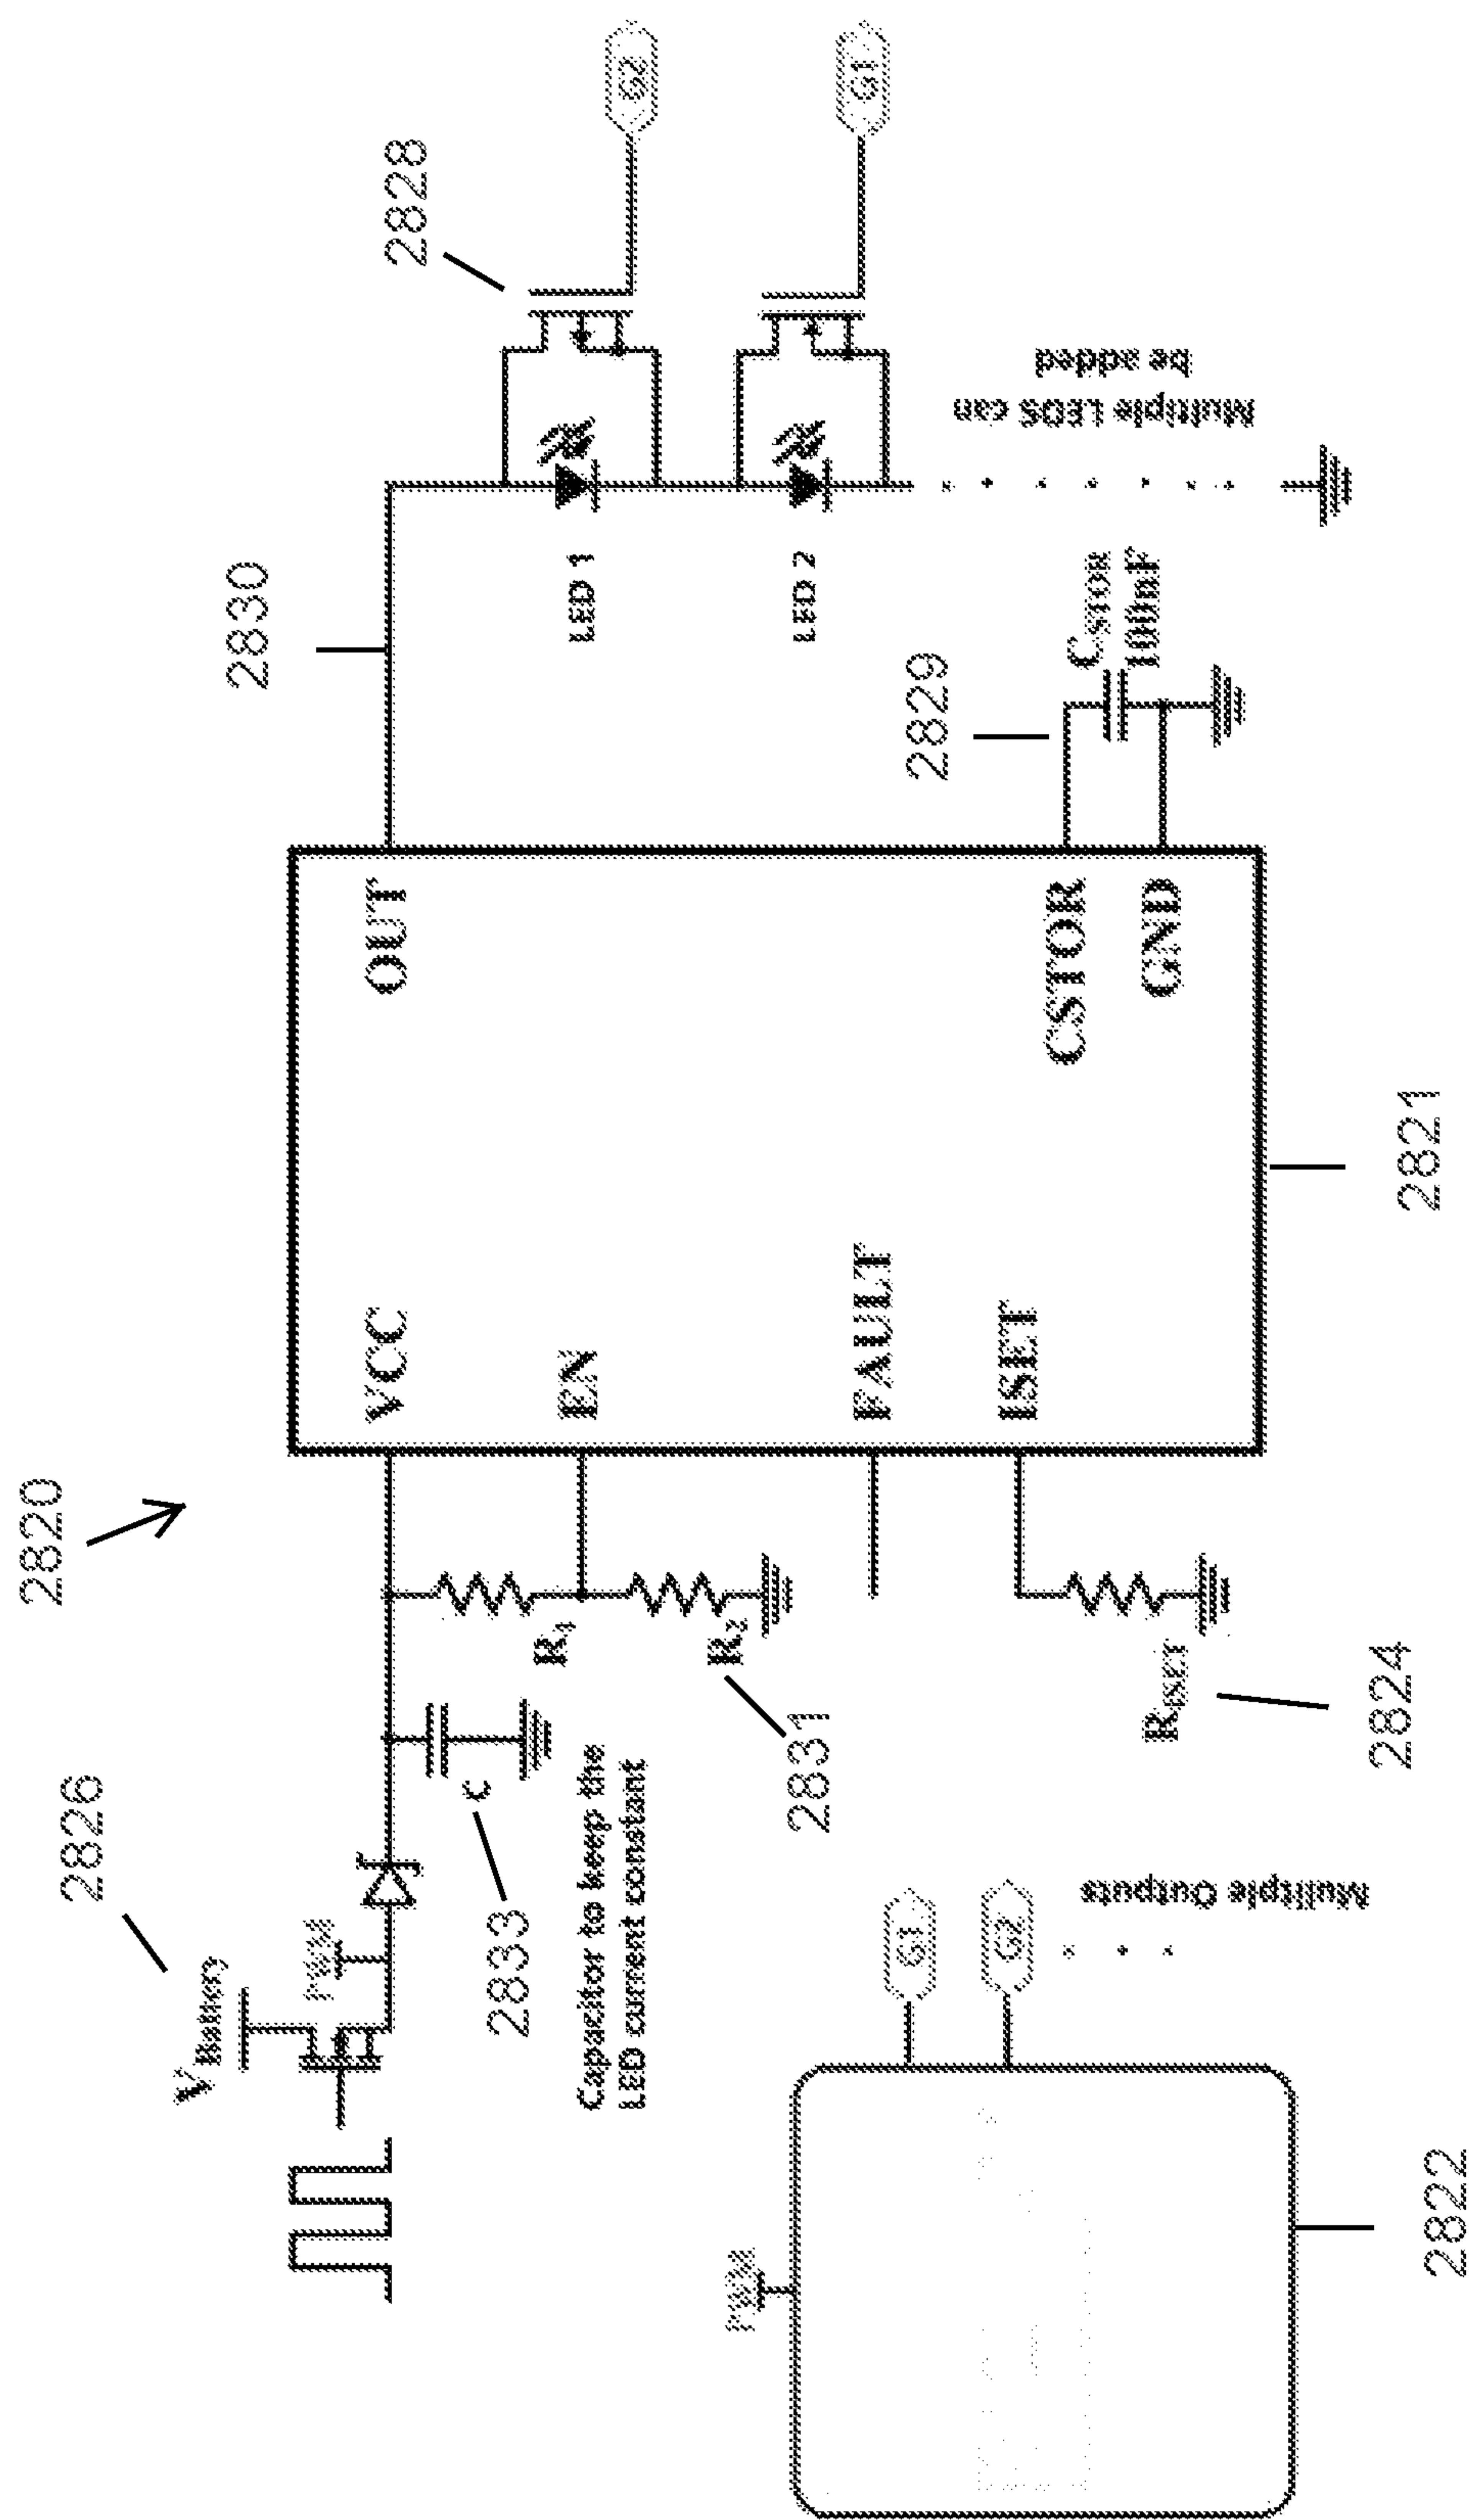 2820
2826
V Battery
PWM
2833
C
Capacitor to keep the
LED current constant
R1
R2
2831
VCC
EN
FAULT
ISET
RISET
2824
OUT
CSTOR
GND
2821
2830
2829
CSTOR
100nF
LED 1
LED 2
2828
G2
G1
Multiple LEDS can
be added
PWM
G1
G2
Multiple Outputs
2822